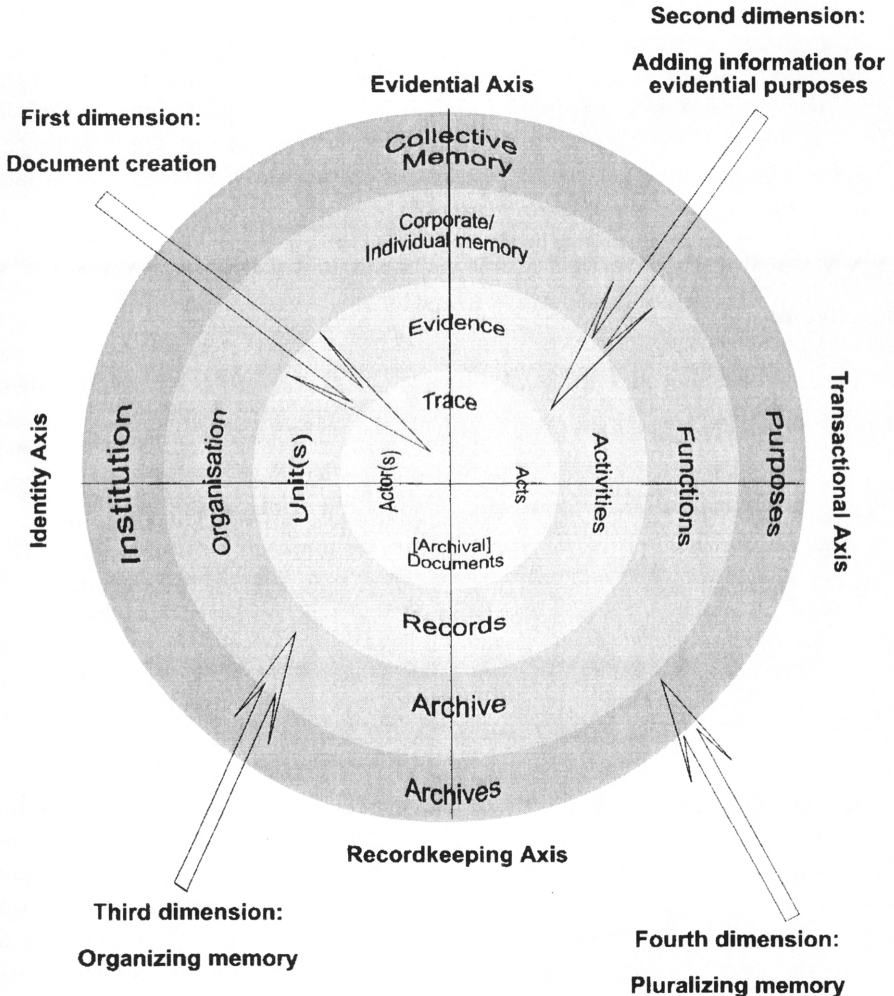 Second dimension:
Adding information for
evidential purposes
Evidential Axis
First dimension:
Document creation
Collective
Memory
Corporate/
Individual memory
Evidence
Trace
Identity Axis
Institution
Organisation
Unit(s)
Actor(s)
Acts
Activities
Functions
Purposes
Transactional Axis
[Archival]
Documents
Records
Archive
Archives
Recordkeeping Axis
Third dimension:
Organizing memory
Fourth dimension:
Pluralizing memory